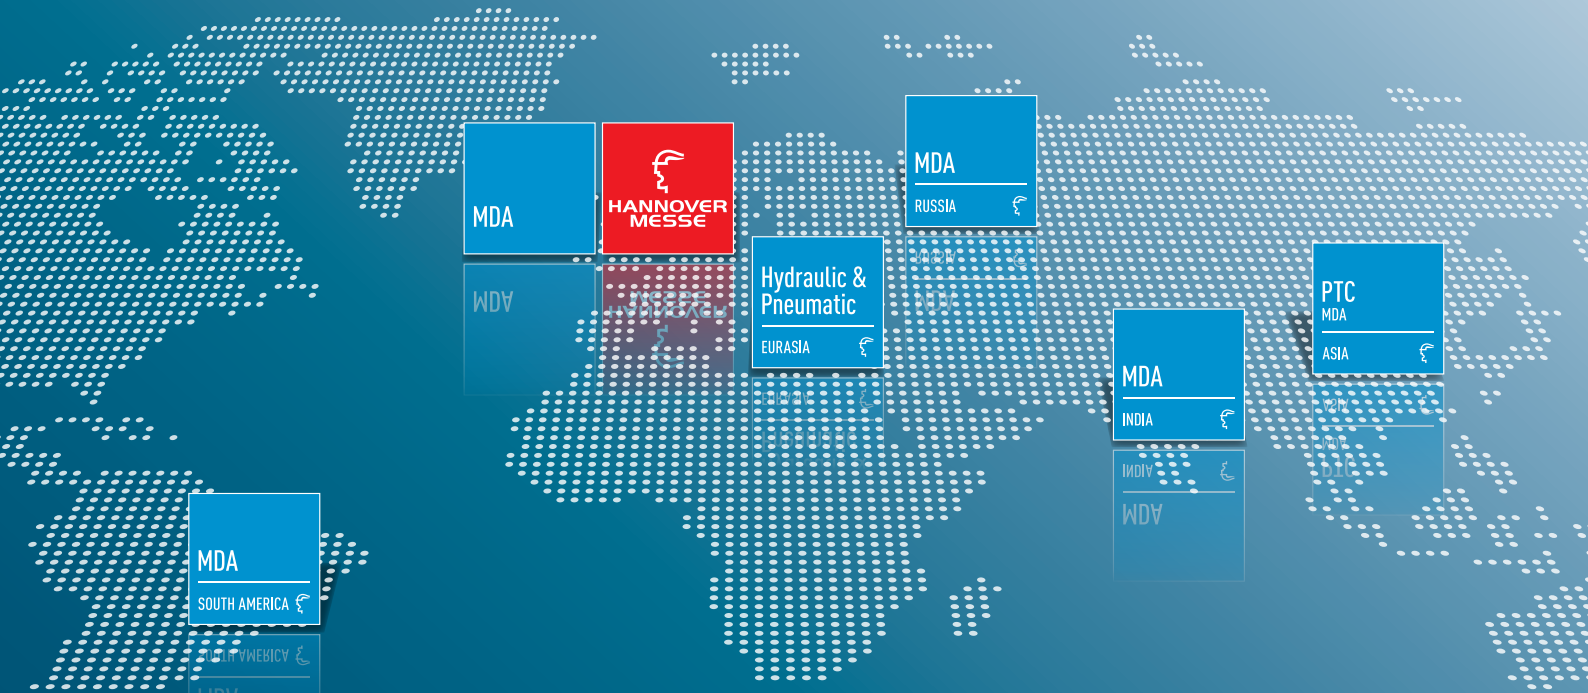 MDA
HANNOVER
MESSE
MDA
RUSSIA
Hydraulic &
Pneumatic
EURASIA
PTC
MDA
ASIA
MDA
INDIA
MDA
SOUTH AMERICA